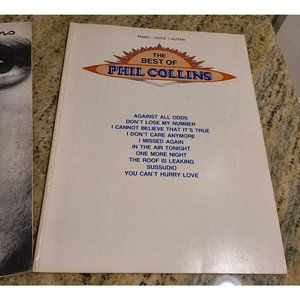 PIANO / VOICE / GUITAR
THE
BEST OF
PHIL COLLINS
AGAINST ALL ODDS
DON'T LOSE MY NUMBER
I CANNOT BELIEVE THAT IT'S TRUE
I DON'T CARE ANYMORE
I MISSED AGAIN
IN THE AIR TONIGHT
ONE MORE NIGHT
THE ROOF IS LEAKING
SUSSUDIO
YOU CAN'T HURRY LOVE